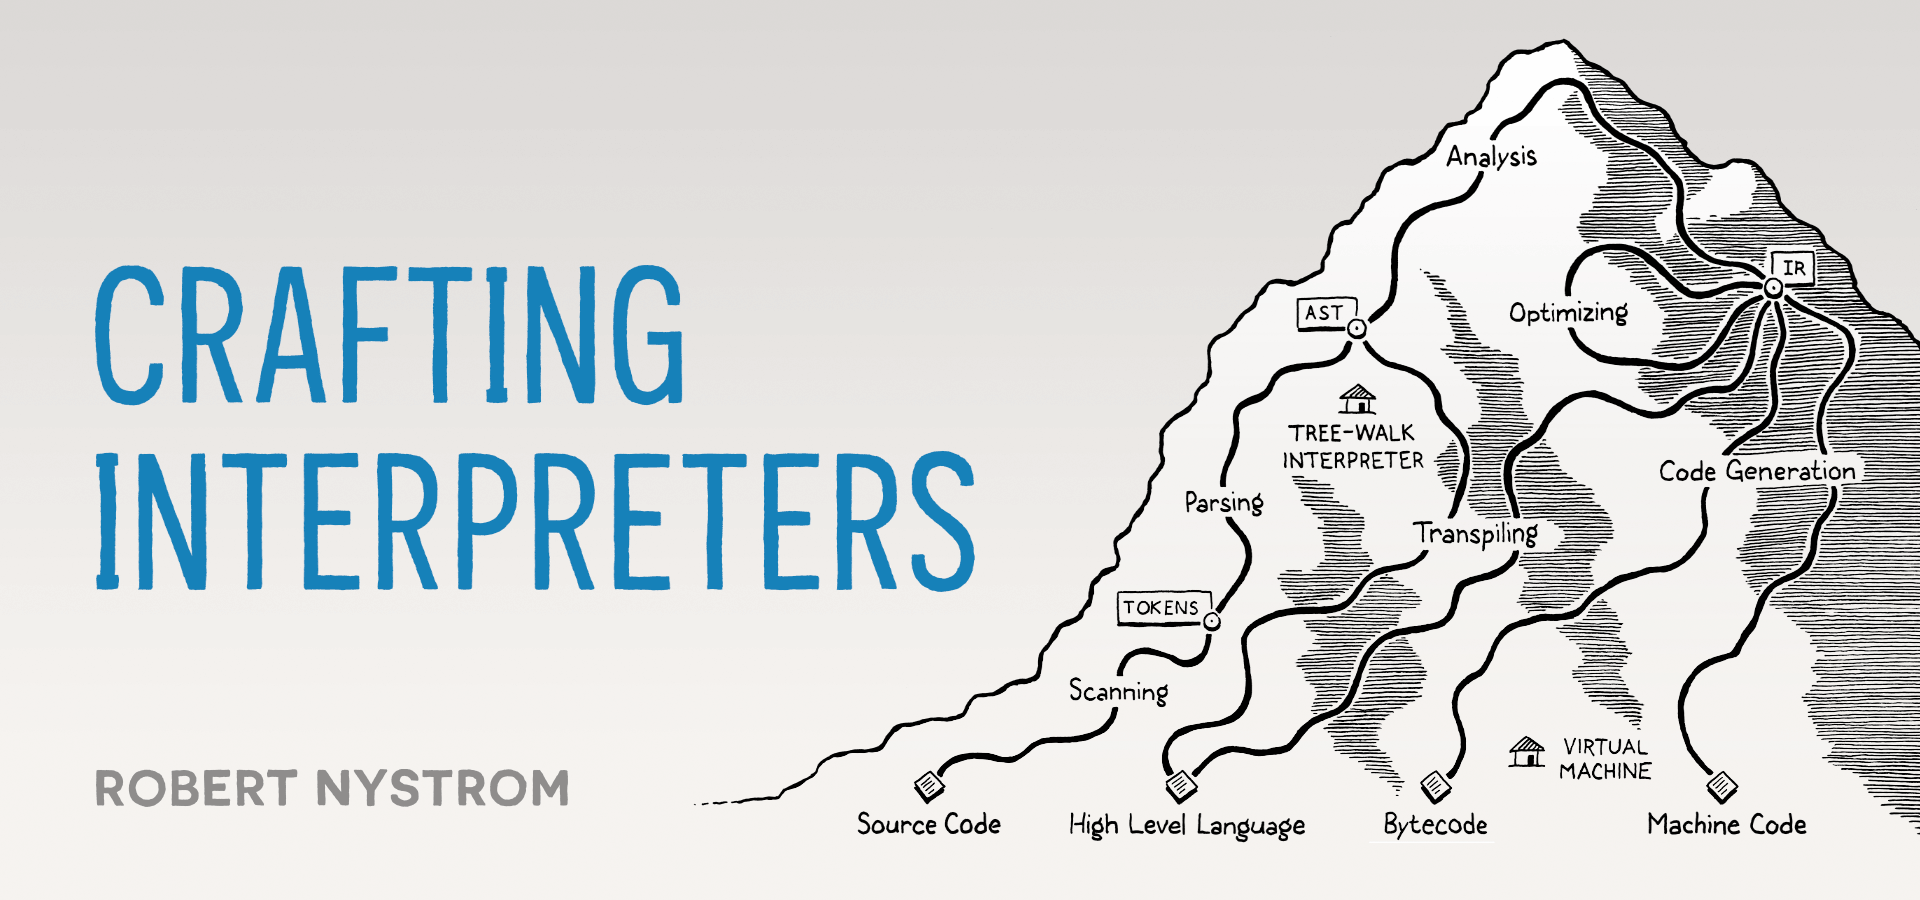 CRAFTING
INTERPRETERS
ROBERT NYSTROM
Analysis
IR
AST
Optimizing
TREE-WALK
INTERPRETER
Code Generation
Parsing
Transpiling
TOKENS
Scanning
VIRTUAL
MACHINE
Source Code
High Level Language
Bytecode
Machine Code